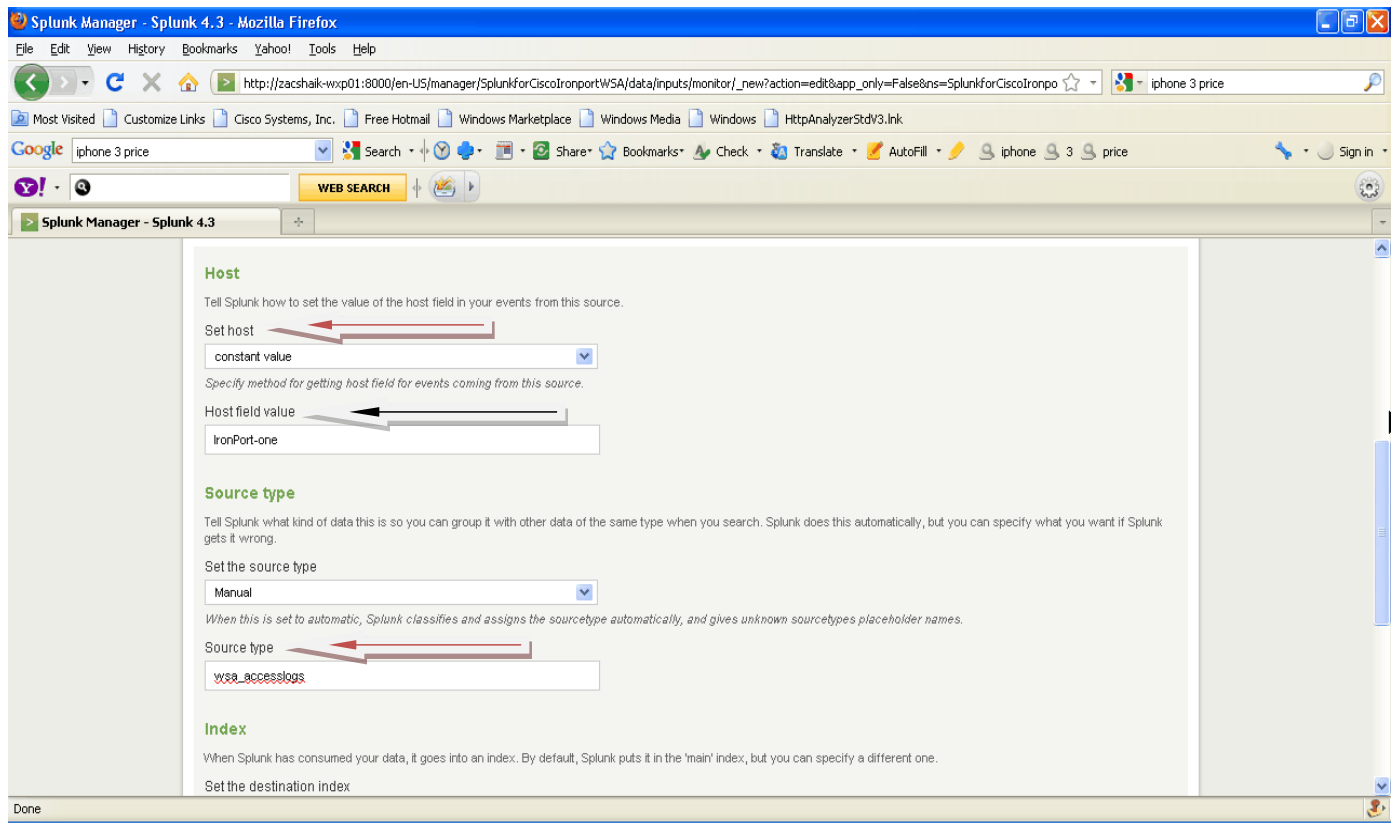 Splunk Manager - Splunk 4.3 - Mozilla Firefox
File Edit View History Bookmarks Yahoo! Tools Help
http://zacshaik-wxp01:8000/en-US/manager/SplunkforCiscoIronportWSA/data/inputs/monitor/_new?action=edit&app_only=False&ns=SplunkforCiscoIronpo
iphone 3 price
Most Visited Customize Links Cisco Systems, Inc. Free Hotmail Windows Marketplace Windows Media Windows HttpAnalyzerStdV3.lnk
Google iphone 3 price Search Share Bookmarks Check Translate AutoFill iphone 3 price Sign in
Y! WEB SEARCH
Splunk Manager - Splunk 4.3
Host
Tell Splunk how to set the value of the host field in your events from this source.
Set host
constant value
Specify method for getting host field for events coming from this source.
Host field value
IronPort-one
Source type
Tell Splunk what kind of data this is so you can group it with other data of the same type when you search. Splunk does this automatically, but you can specify what you want if Splunk
gets it wrong.
Set the source type
Manual
When this is set to automatic, Splunk classifies and assigns the sourcetype automatically, and gives unknown sourcetypes placeholder names.
Source type
wsa_accesslogs
Index
When Splunk has consumed your data, it goes into an index. By default, Splunk puts it in the 'main' index, but you can specify a different one.
Set the destination index
Done